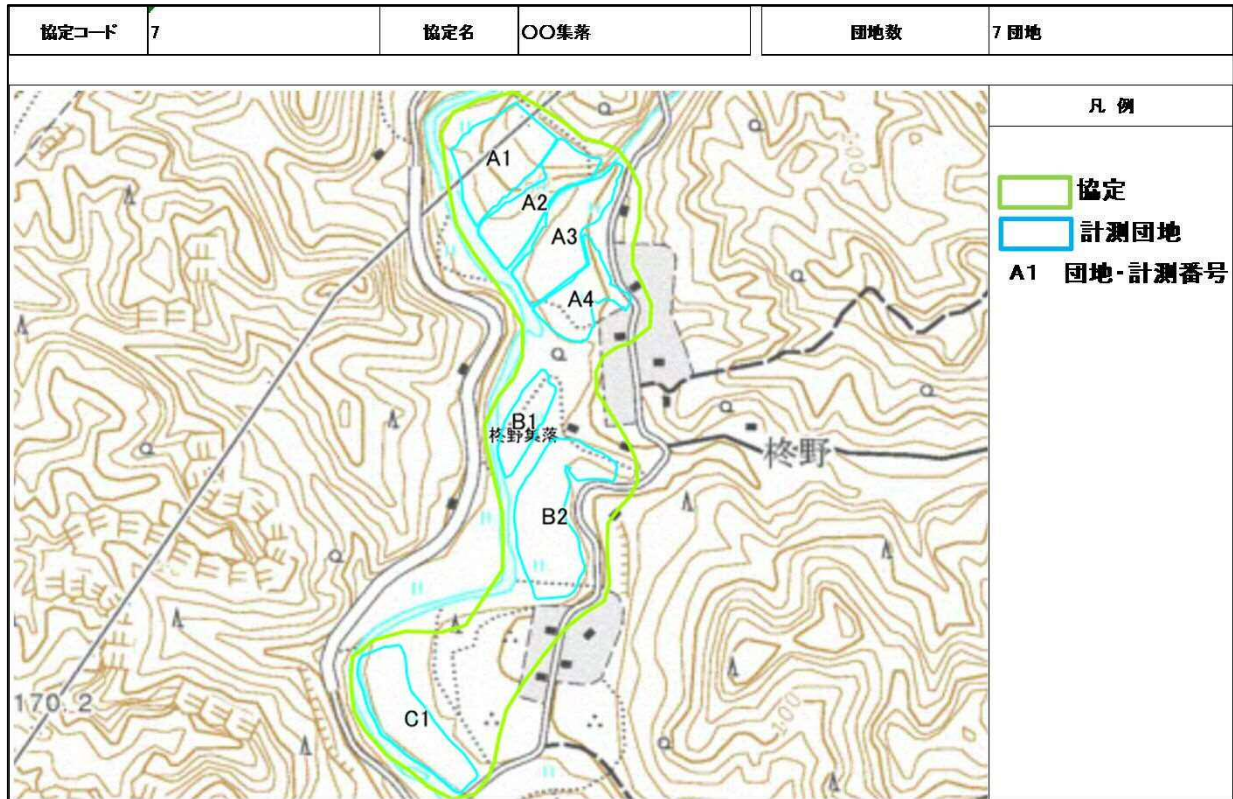 協定コード 7 協定名 〇〇集落 団地数 7 団地
凡 例
協定
計測団地
A1 団地・計測番号
A1
A2
A3
A4
B1
柊野集落
柊野
B2
C1
170.2